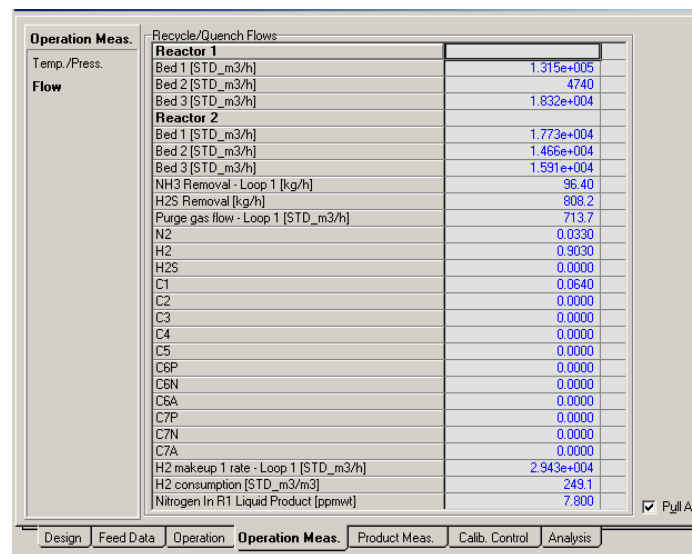 Operation Meas.
Temp./Press.
Flow
Recycle/Quench Flows
Reactor 1
Bed 1 [STD_m3/h] 1.315e+005
Bed 2 [STD_m3/h] 4740
Bed 3 [STD_m3/h] 1.832e+004
Reactor 2
Bed 1 [STD_m3/h] 1.773e+004
Bed 2 [STD_m3/h] 1.466e+004
Bed 3 [STD_m3/h] 1.591e+004
NH3 Removal - Loop 1 [kg/h] 96.40
H2S Removal [kg/h] 808.2
Purge gas flow - Loop 1 [STD_m3/h] 713.7
N2 0.0330
H2 0.9030
H2S 0.0000
C1 0.0640
C2 0.0000
C3 0.0000
C4 0.0000
C5 0.0000
C6P 0.0000
C6N 0.0000
C6A 0.0000
C7P 0.0000
C7N 0.0000
C7A 0.0000
H2 makeup 1 rate - Loop 1 [STD_m3/h] 2.943e+004
H2 consumption [STD_m3/m3] 249.1
Nitrogen In R1 Liquid Product [ppmwt] 7.800
Pull A
Design Feed Data Operation Operation Meas. Product Meas. Calib. Control Analysis